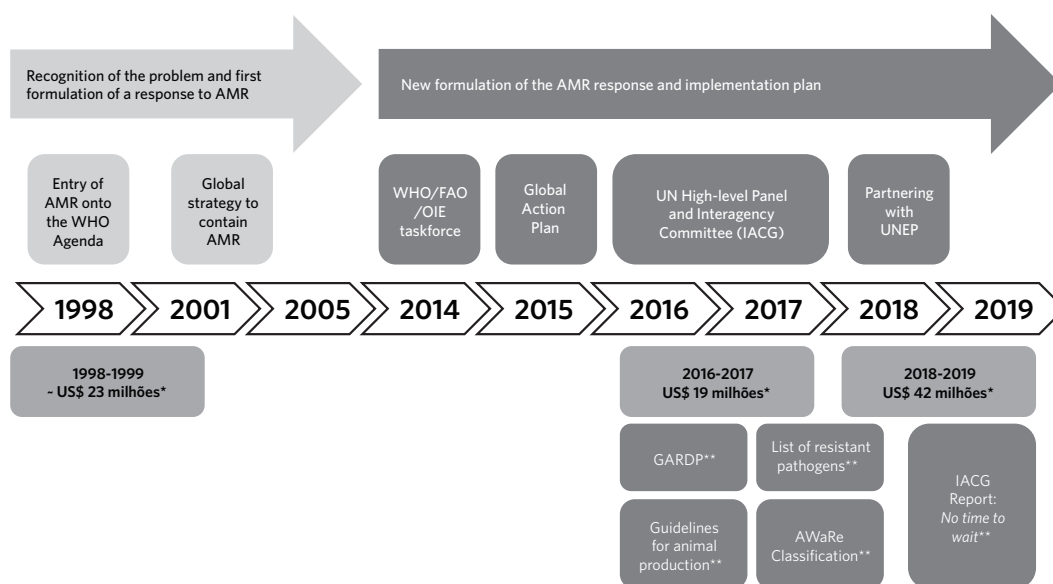 Recognition of the problem and first
formulation of a response to AMR
New formulation of the AMR response and implementation plan
Entry of
AMR onto
the WHO
Agenda
Global
strategy to
contain
AMR
WHO/FAO
/OIE
taskforce
Global
Action
Plan
UN High-level Panel
and Interagency
Committee (IACG)
Partnering
with
UNEP
1998
2001
2005
2014
2015
2016
2017
2018
2019
1998-1999
~ US$ 23 milhões*
2016-2017
US$ 19 milhões*
2018-2019
US$ 42 milhões*
GARDP**
List of resistant
pathogens**
Guidelines
for animal
production**
AWaRe
Classification**
IACG
Report:
No time to
wait**